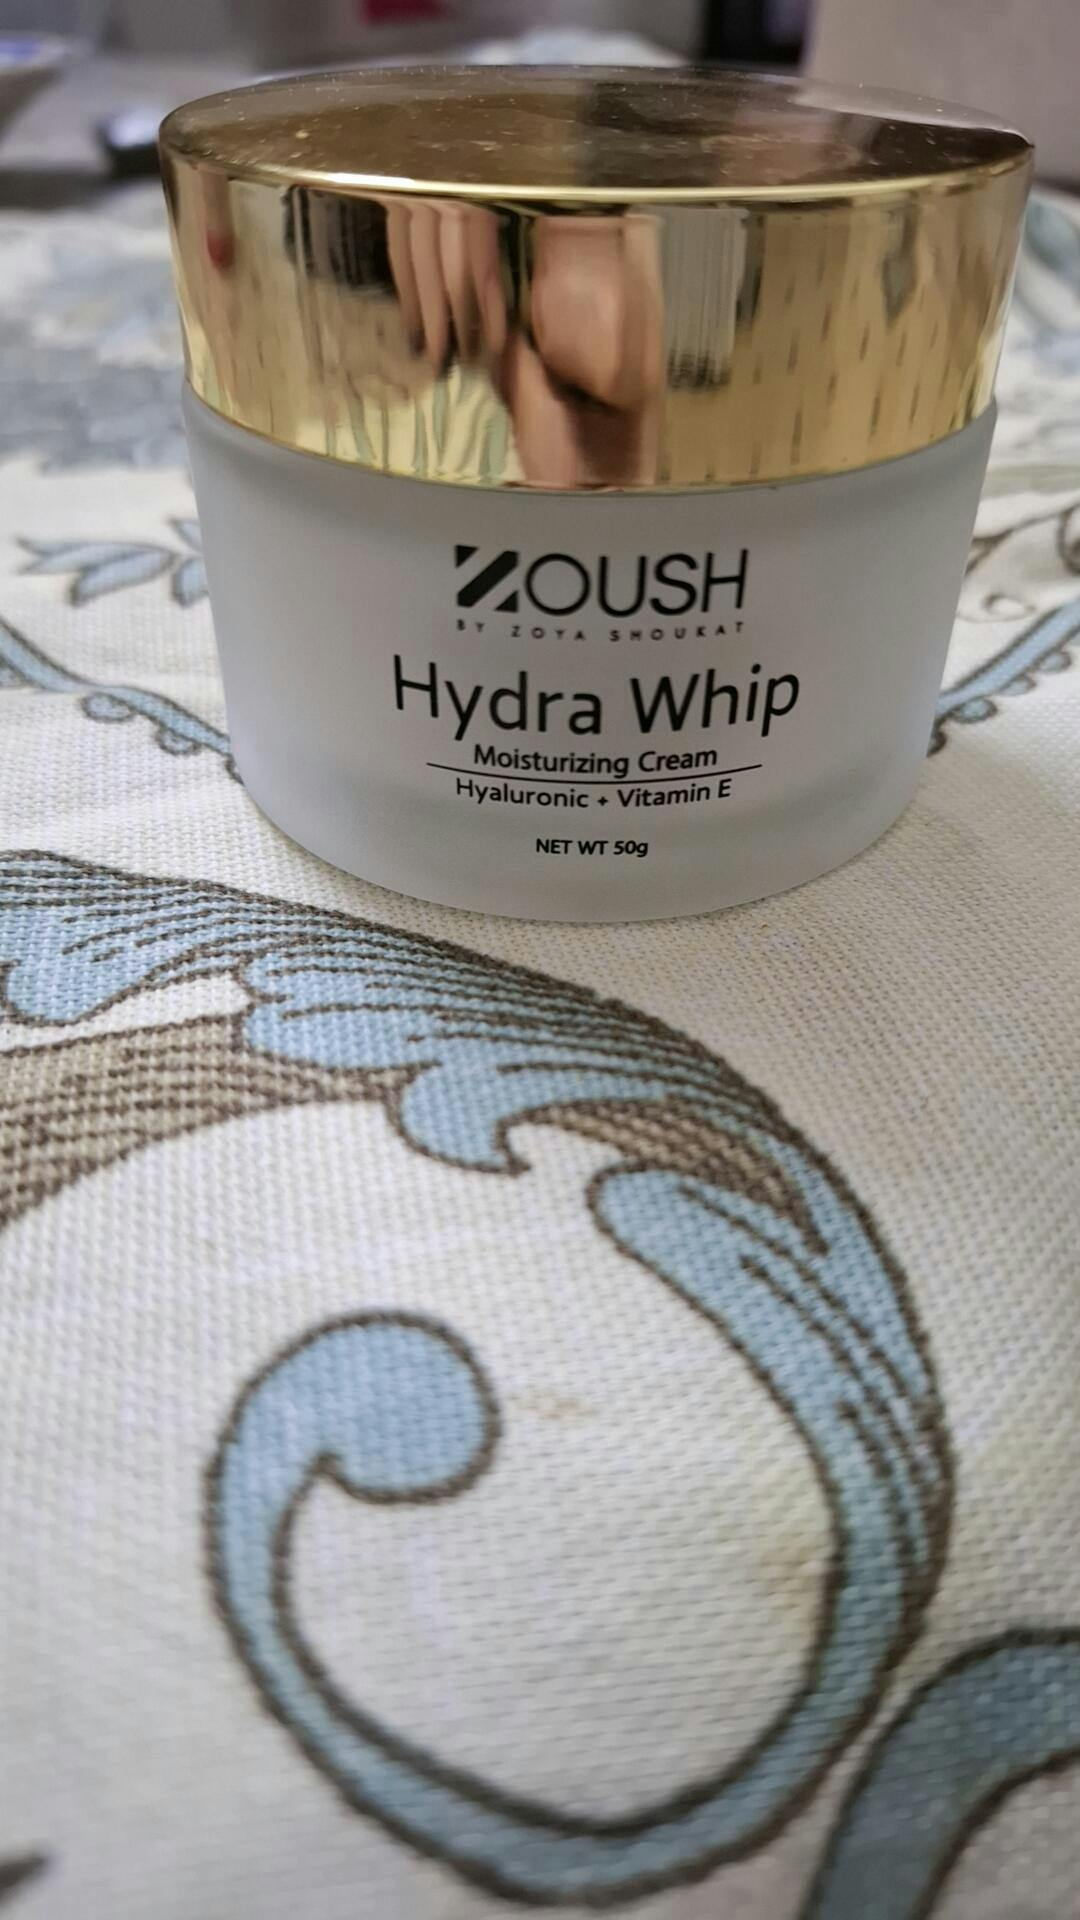 ZOUSH
BY ZOYA SHOUKAT
Hydra Whip
Moisturizing Cream
Hyaluronic + Vitamin E
NET WT 50g